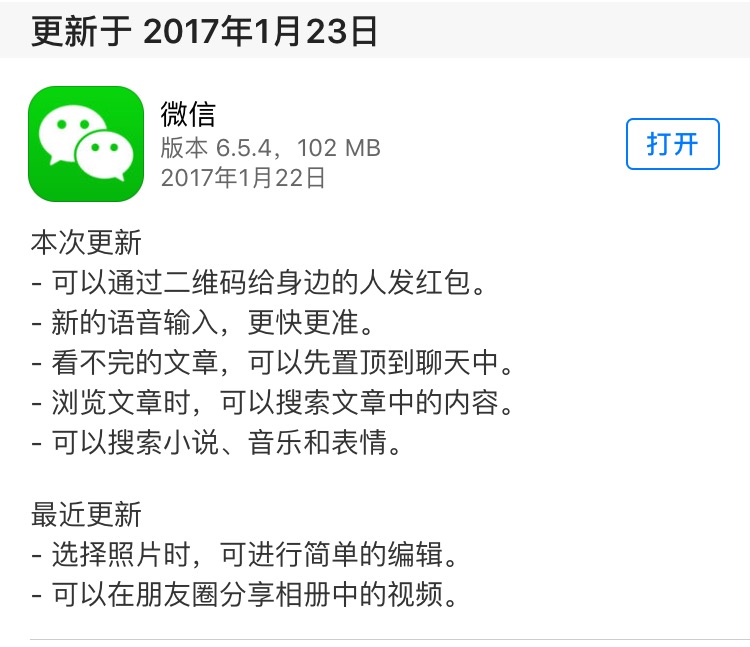 更新于 2017年1月23日
微信
版本 6.5.4，102 MB
2017年1月22日
打开
本次更新
- 可以通过二维码给身边的人发红包。
- 新的语音输入，更快更准。
- 看不完的文章，可以先置顶到聊天中。
- 浏览文章时，可以搜索文章中的内容。
- 可以搜索小说、音乐和表情。
最近更新
- 选择照片时，可进行简单的编辑。
- 可以在朋友圈分享相册中的视频。